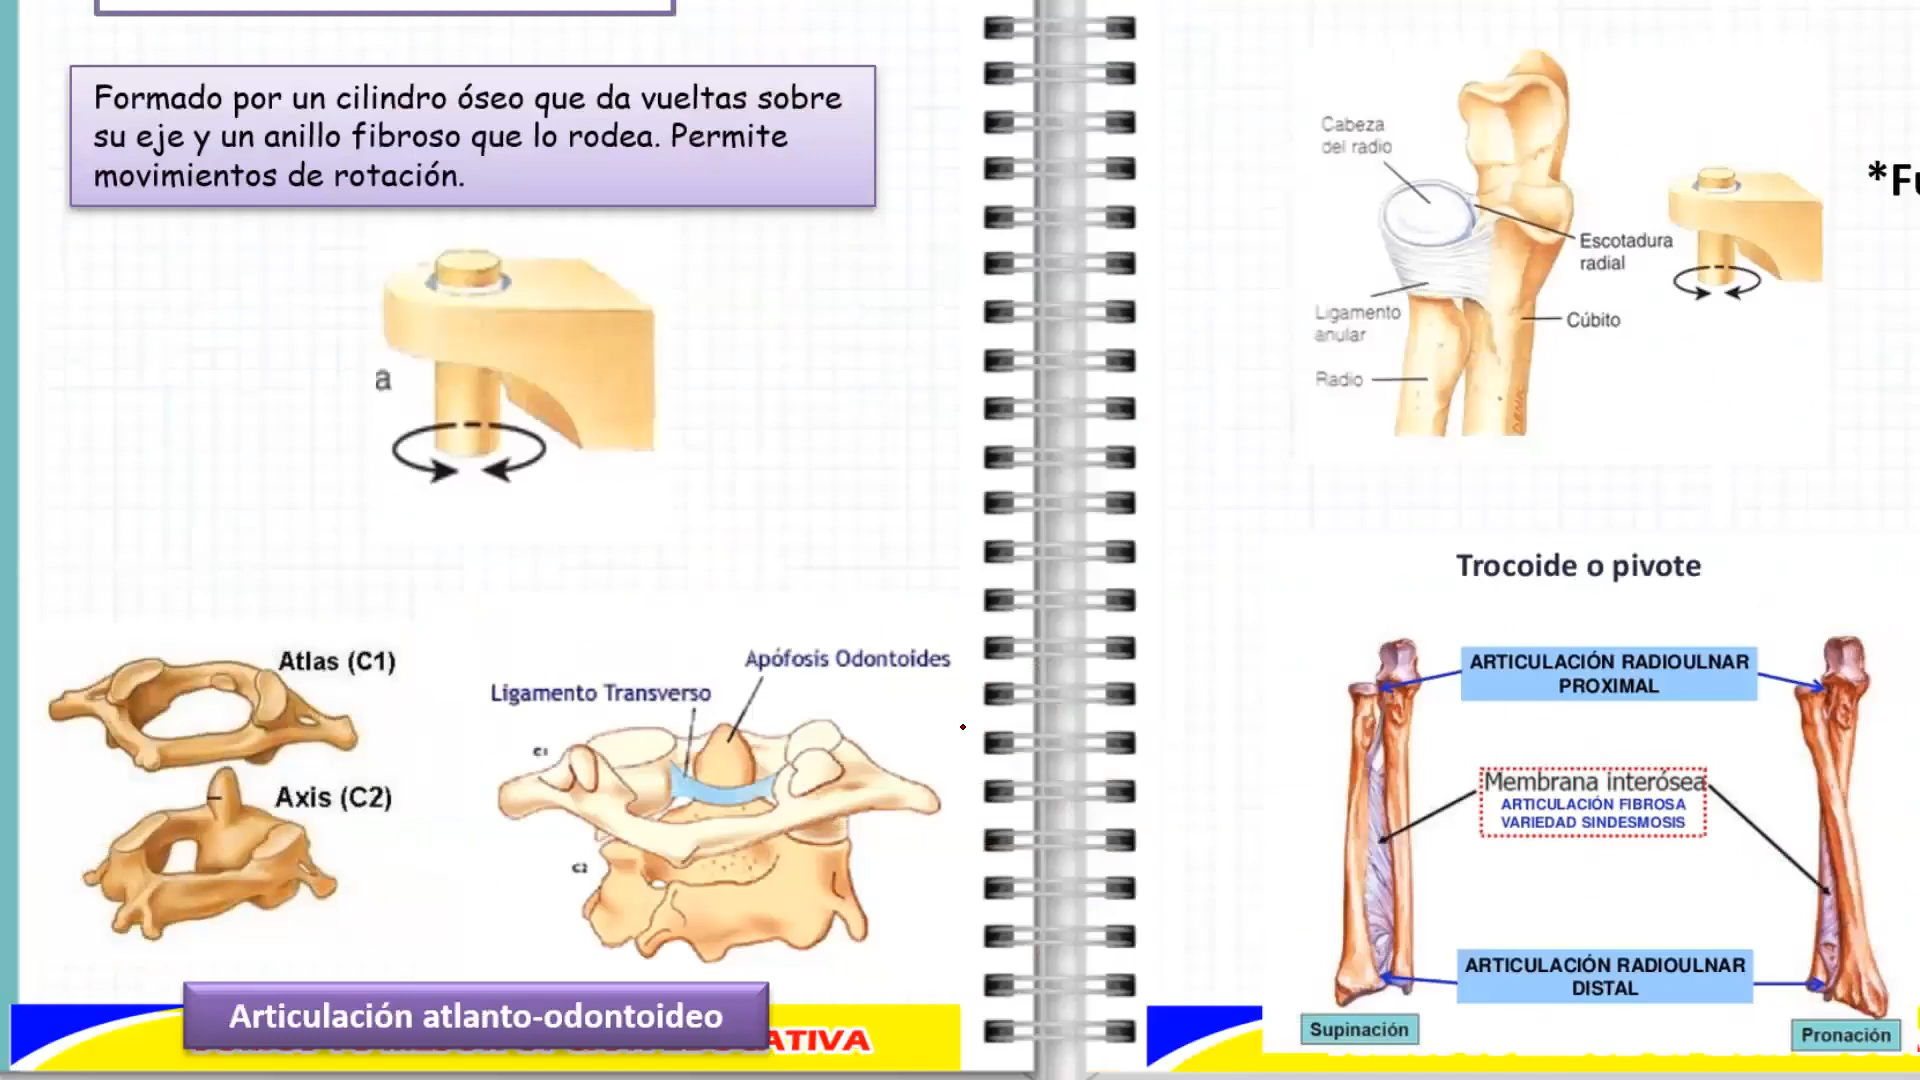 Formado por un cilindro óseo que da vueltas sobre
su eje y un anillo fibroso que lo rodea. Permite
movimientos de rotación.
a
Atlas (C1)
Axis (C2)
Ligamento Transverso
Apófosis Odontoides
C1
C2
Articulación atlanto-odontoideo
ATIVA
Cabeza
del radio
Escotadura
radial
Ligamento
anular
Cúbito
Radio
*Fu
Trocoide o pivote
ARTICULACIÓN RADIOULNAR
PROXIMAL
Membrana interósea
ARTICULACIÓN FIBROSA
VARIEDAD SINDESMOSIS
ARTICULACIÓN RADIOULNAR
DISTAL
Supinación
Pronación